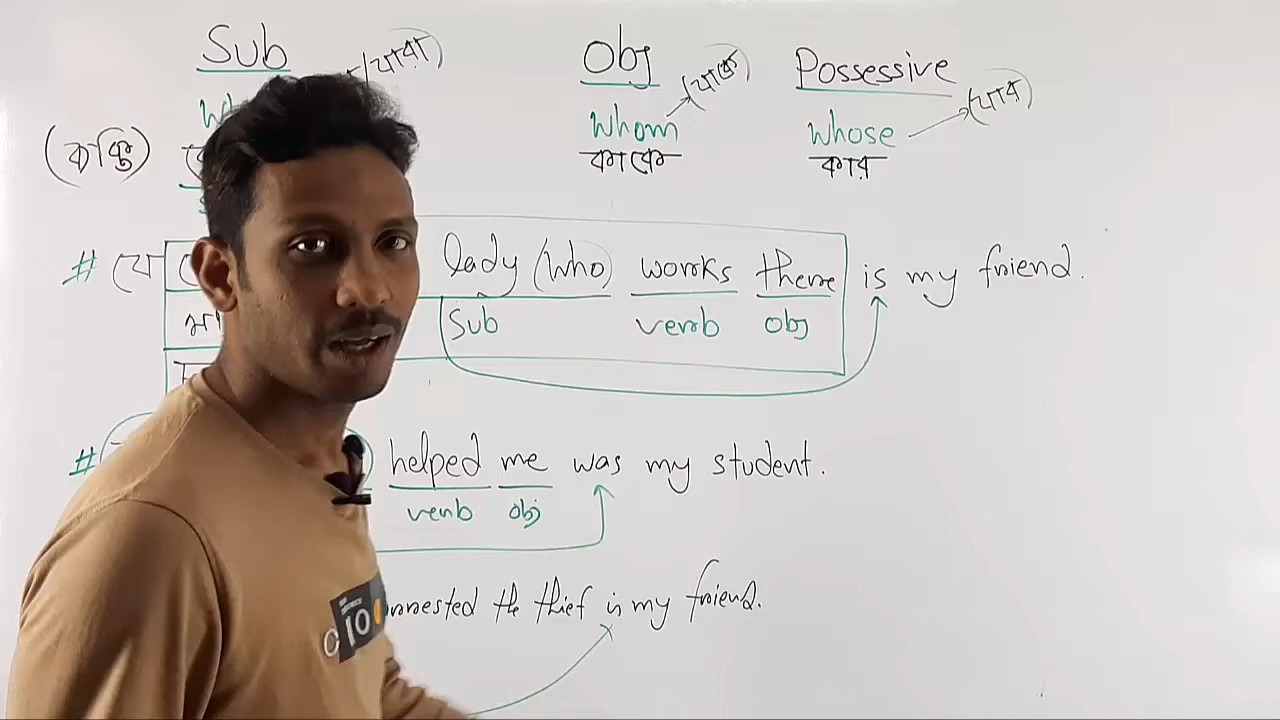 Sub Obj Possessive
/যারা) (যাকে) (যার)
Whom Whose
(ব্যক্তি) কাকে কার
# যে lady (Who) works there is my friend.
Sub verb obj
# helped me was my student.
verb obj
arrested the thief is my friend.
10